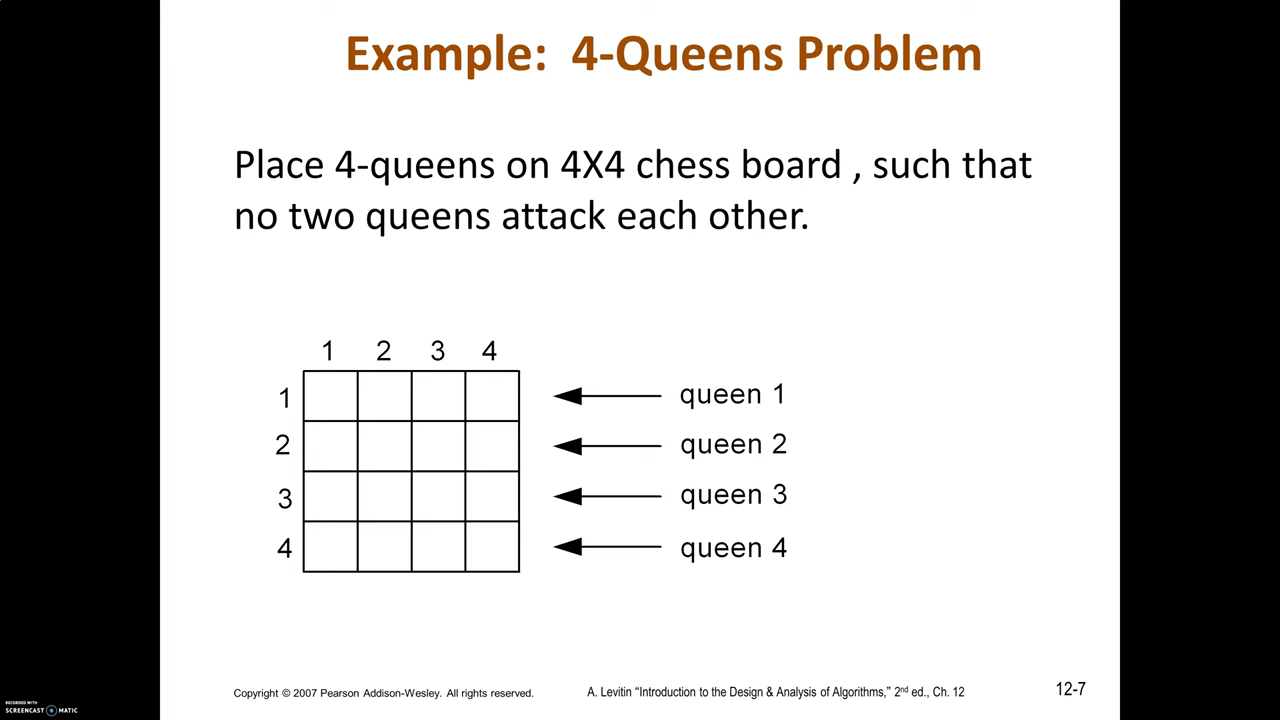 Example: 4-Queens Problem
Place 4-queens on 4X4 chess board , such that
no two queens attack each other.
1 2 3 4
1 queen 1
2 queen 2
3 queen 3
4 queen 4
Copyright © 2007 Pearson Addison-Wesley. All rights reserved.
A. Levitin “Introduction to the Design & Analysis of Algorithms,” 2nd ed., Ch. 12
12-7
RECORDED WITH
SCREENCAST MATIC